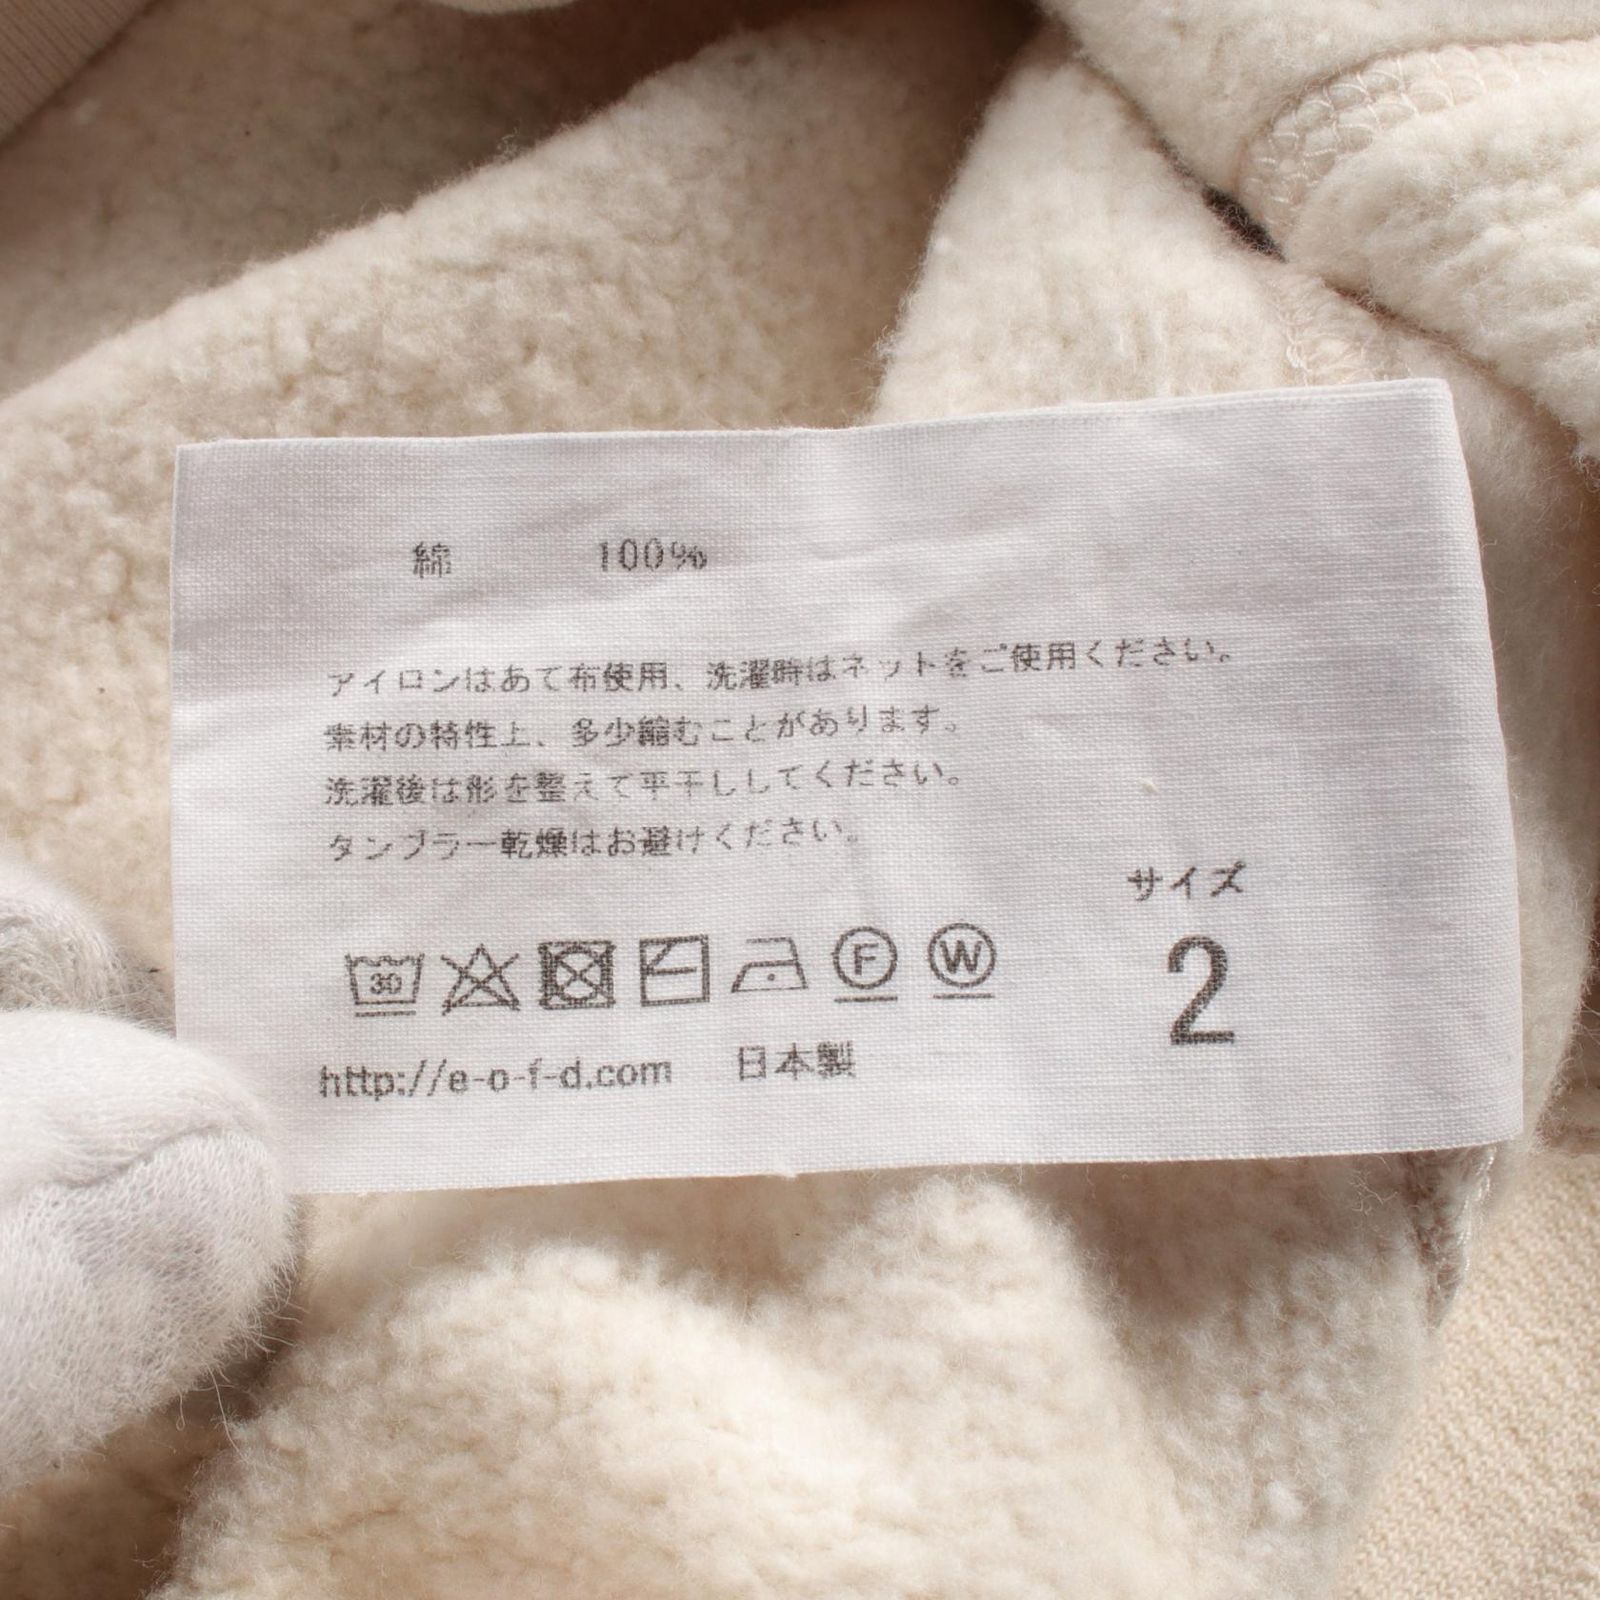 綿 100%
アイロンはあて布使用、洗濯時はネットをご使用ください。
素材の特性上、多少縮むことがあります。
洗濯後は形を整えて平干ししてください。
タンブラー乾燥はお避けください。
サイズ
2
30 F W
http://e-o-f-d.com 日本製